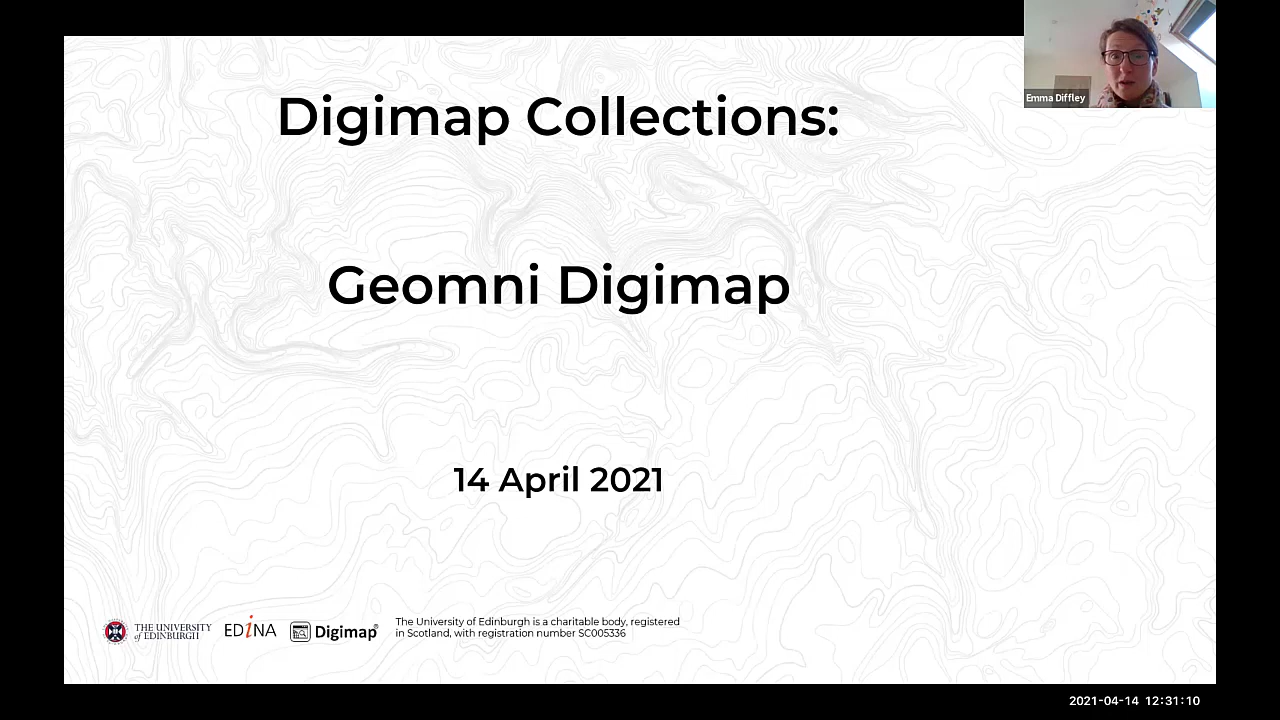 Emma Diffley
Digimap Collections:
Geomni Digimap
14 April 2021
THE UNIVERSITY
of EDINBURGH
EDiNA
Digimap®
The University of Edinburgh is a charitable body, registered
in Scotland, with registration number SC005336
2021-04-14 12:31:10